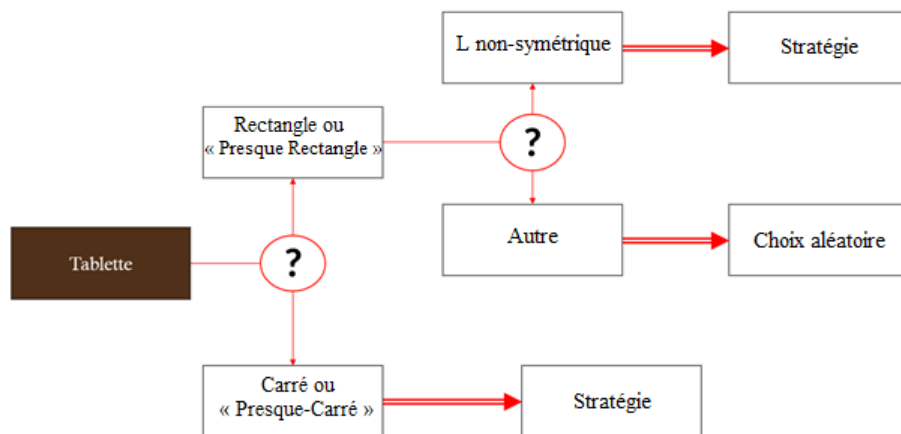 L non-symétrique
Stratégie
Rectangle ou
« Presque Rectangle »
?
Autre
Choix aléatoire
Tablette
?
Carré ou
« Presque-Carré »
Stratégie